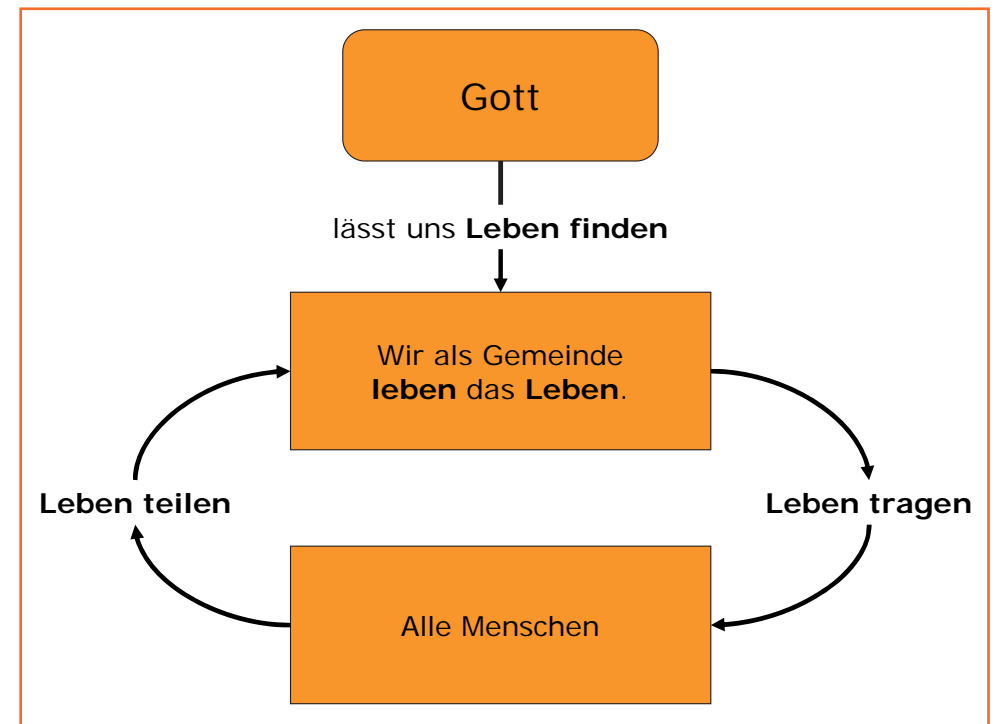 Gott
lässt uns Leben finden
Wir als Gemeinde
leben das Leben.
Leben teilen
Leben tragen
Alle Menschen